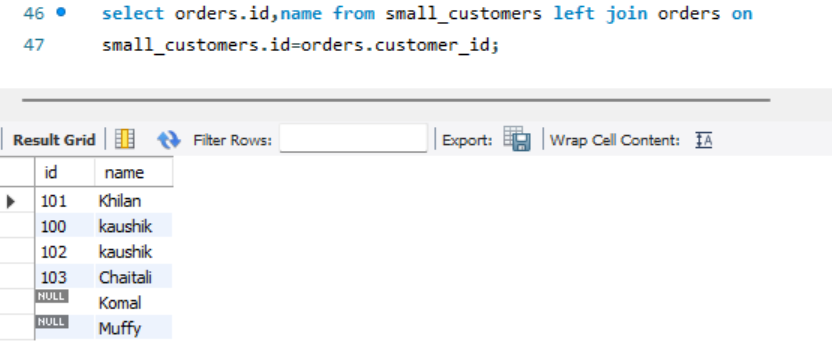 46 select orders.id,name from small_customers left join orders on
47 small_customers.id=orders.customer_id;
Result Grid Filter Rows: Export: Wrap Cell Content: IA
id name
101 Khilan
100 kaushik
102 kaushik
103 Chaitali
NULL Komal
NULL Muffy